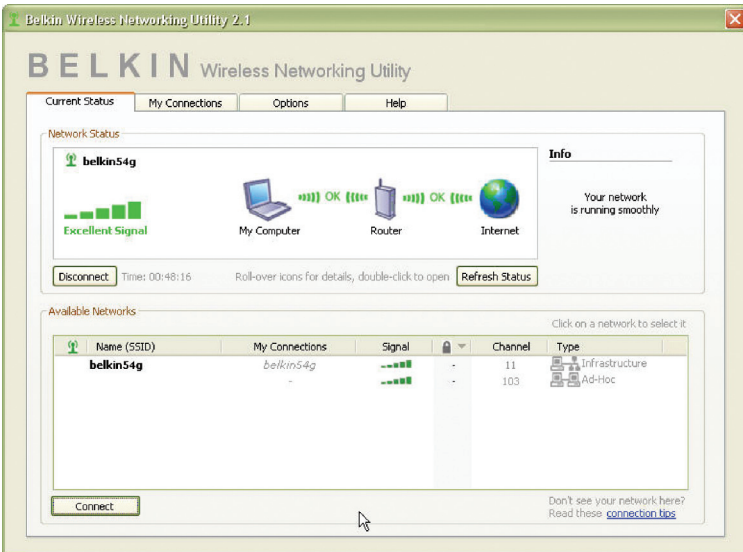 Belkin Wireless Networking Utility 2.1
BELKIN Wireless Networking Utility
Current Status My Connections Options Help
Network Status
belkin54g
Excellent Signal
OK OK
My Computer Router Internet
Info
Your network
is running smoothly
Disconnect Time: 00:48:16 Roll-over icons for details, double-click to open Refresh Status
Available Networks
Click on a network to select it
Name (SSID) My Connections Signal Channel Type
belkin54g belkin54g - 11 Infrastructure
- - 103 Ad-Hoc
Connect
Don't see your network here?
Read these connection tips